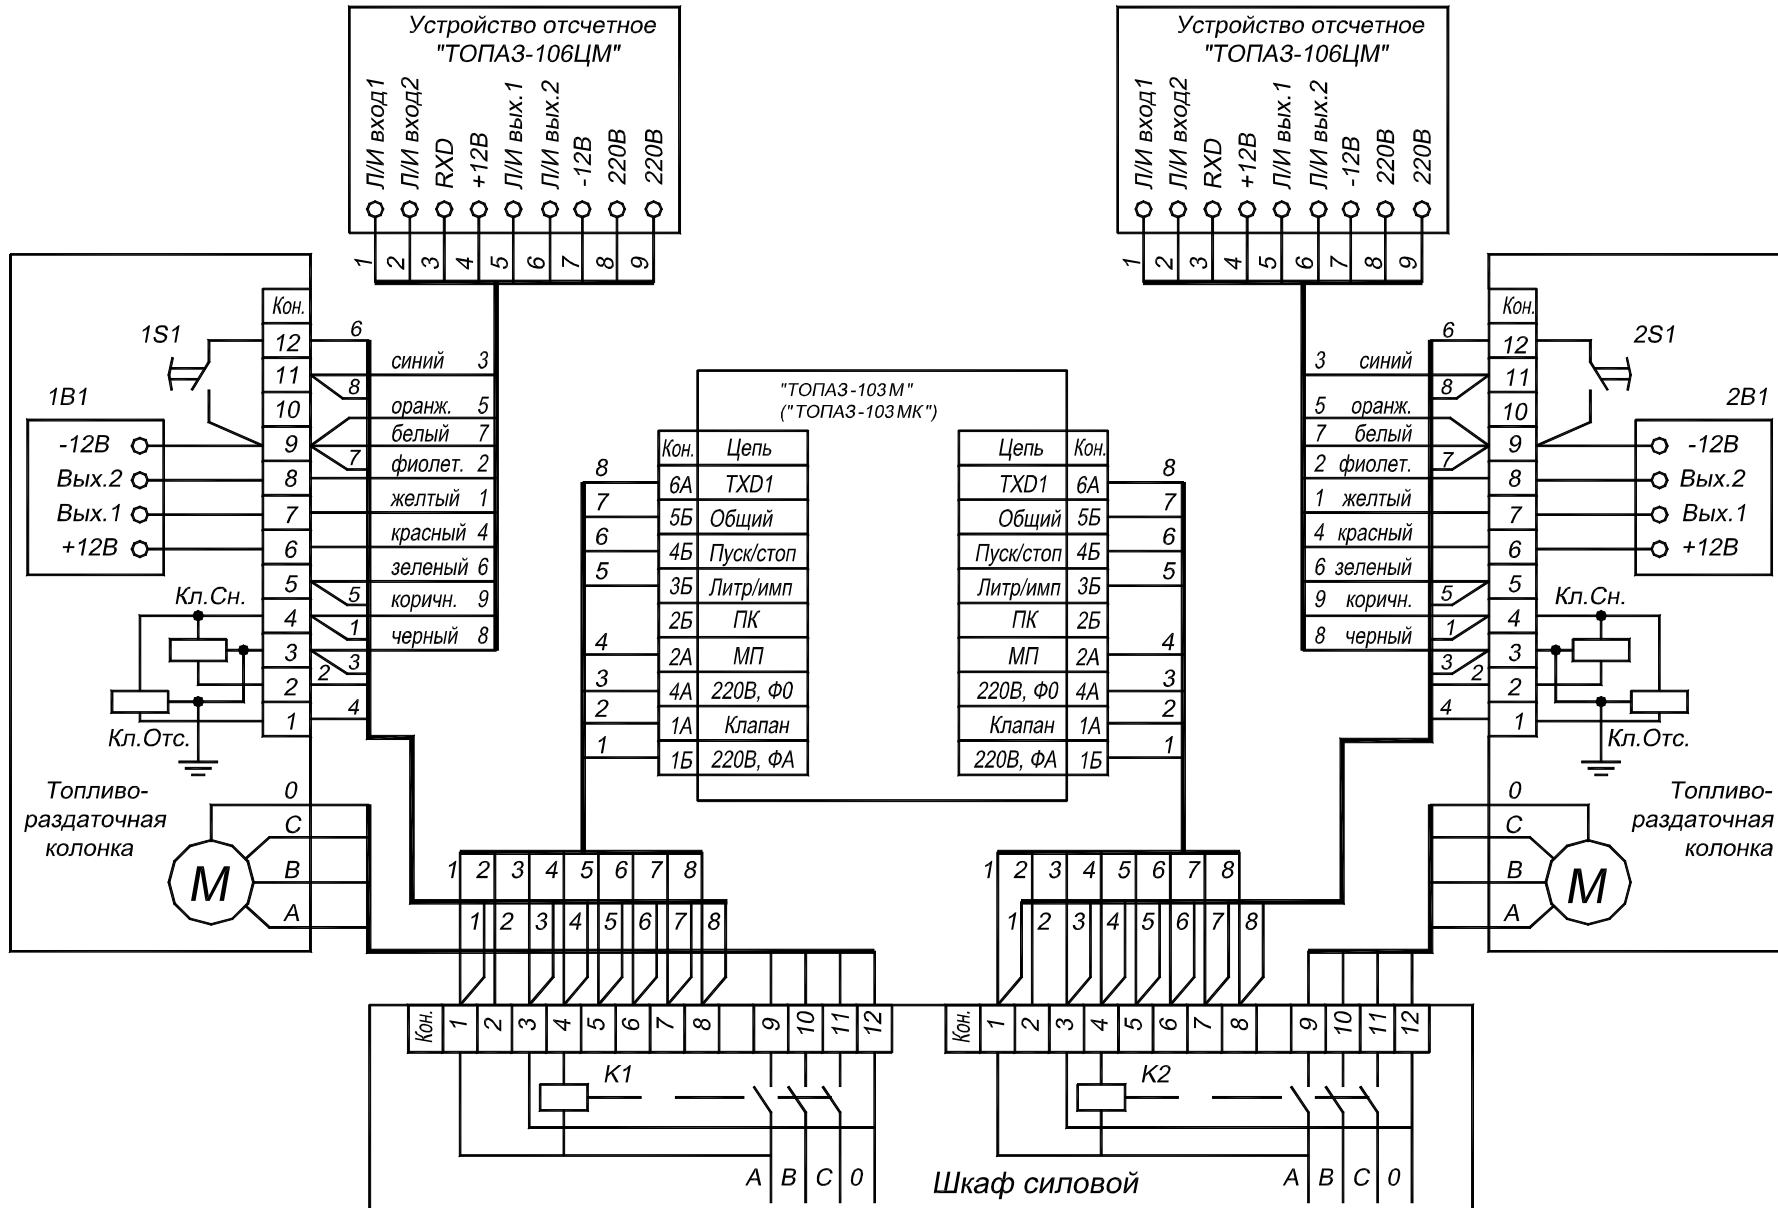 Устройство отсчетное
"ТОПАЗ-106ЦМ"
Л/И вход1
Л/И вход2
RXD
+12В
Л/И вых.1
Л/И вых.2
-12В
220В
220В
1 2 3 4 5 6 7 8 9
Устройство отсчетное
"ТОПАЗ-106ЦМ"
Л/И вход1
Л/И вход2
RXD
+12В
Л/И вых.1
Л/И вых.2
-12В
220В
220В
1 2 3 4 5 6 7 8 9
1S1
1В1
-12В
Вых.2
Вых.1
+12В
Кл.Сн.
Кл.Отс.
Кон.
12
11
10
9
8
7
6
5
4
3
2
1
6
синий 3
8
оранж. 5
белый 7
7
фиолет. 2
желтый 1
красный 4
зеленый 6
5
коричн. 9
1
черный 8
3
2
4
Топливо-
раздаточная
колонка
М
0
С
В
А
"ТОПАЗ-103М"
("ТОПАЗ-103МК")
Кон. Цепь
8 6А TXD1
7 5Б Общий
6 4Б Пуск/стоп
5 3Б Литр/имп
2Б ПК
4 2А МП
3 4А 220В, Ф0
2 1А Клапан
1 1Б 220В, ФА
Цепь Кон.
TXD1 6А 8
Общий 5Б 7
Пуск/стоп 4Б 6
Литр/имп 3Б 5
ПК 2Б
МП 2А 4
220В, Ф0 4А 3
Клапан 1А 2
220В, ФА 1Б 1
2S1
2В1
-12В
Вых.2
Вых.1
+12В
Кл.Сн.
Кл.Отс.
Кон.
12
11
10
9
8
7
6
5
4
3
2
1
6
3 синий
8
5 оранж.
7 белый
7
2 фиолет.
1 желтый
4 красный
6 зеленый
5
9 коричн.
1
8 черный
3
2
4
Топливо-
раздаточная
колонка
М
0
С
В
А
1 2 3 4 5 6 7 8
1 2 3 4 5 6 7 8
Кон. 1 2 3 4 5 6 7 8 9 10 11 12
К1
А В С 0
1 2 3 4 5 6 7 8
1 2 3 4 5 6 7 8
Кон. 1 2 3 4 5 6 7 8 9 10 11 12
К2
А В С 0
Шкаф силовой